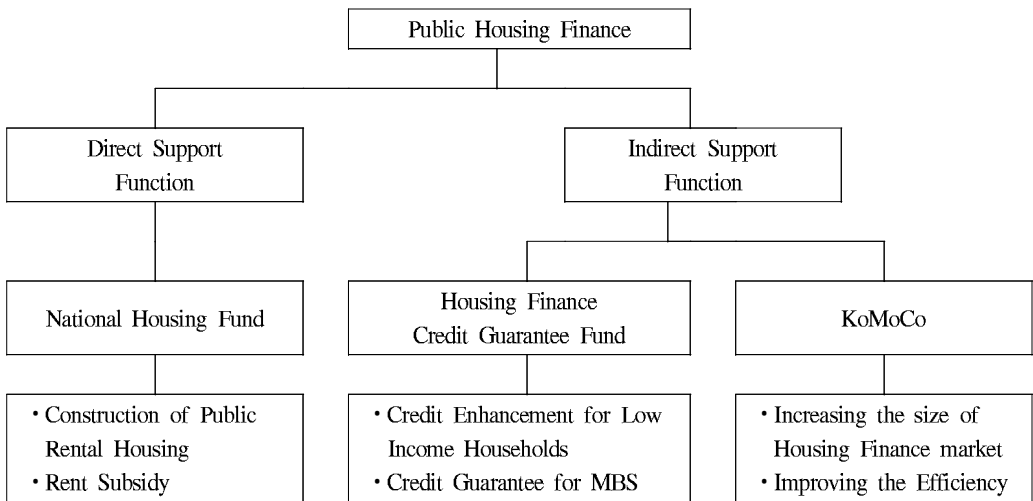 Public Housing Finance
Direct Support
Function
Indirect Support
Function
National Housing Fund
Housing Finance
Credit Guarantee Fund
KoMoCo
・Construction of Public
Rental Housing
・Rent Subsidy
・Credit Enhancement for Low
Income Households
・Credit Guarantee for MBS
・Increasing the size of
Housing Finance market
・Improving the Efficiency